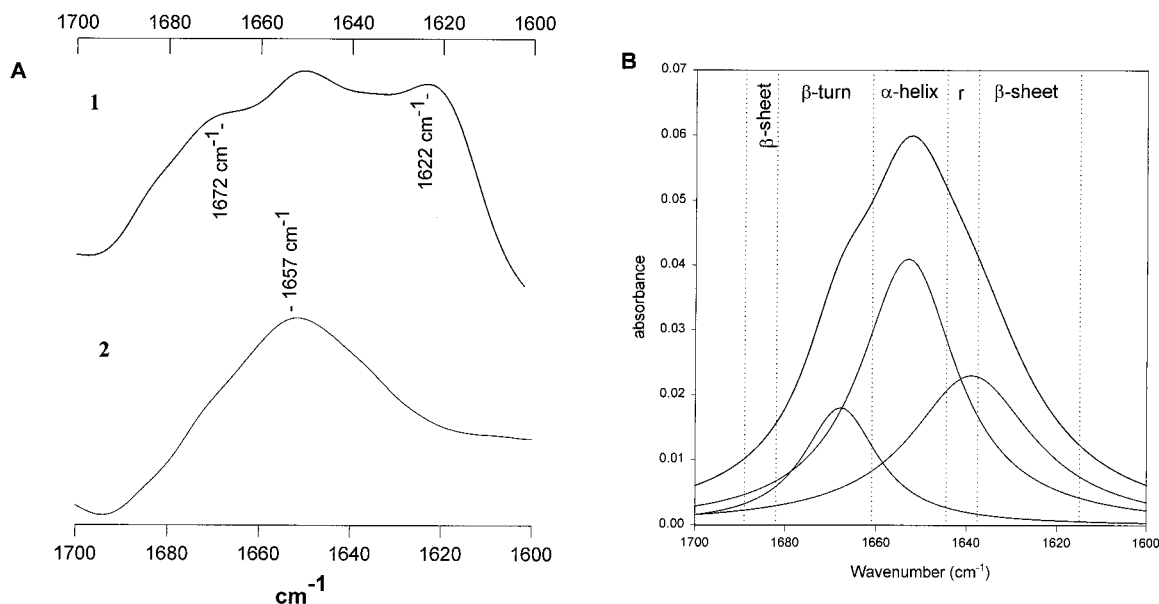 1700 1680 1660 1640 1620 1600
A
1
1672 cm-1
1622 cm-1
1657 cm-1
2
1700 1680 1660 1640 1620 1600
cm-1
B
0.07
0.06
0.05
0.04
0.03
0.02
0.01
0.00
absorbance
β-sheet
β-turn
α-helix
r
β-sheet
1700 1680 1660 1640 1620 1600
Wavenumber (cm-1)